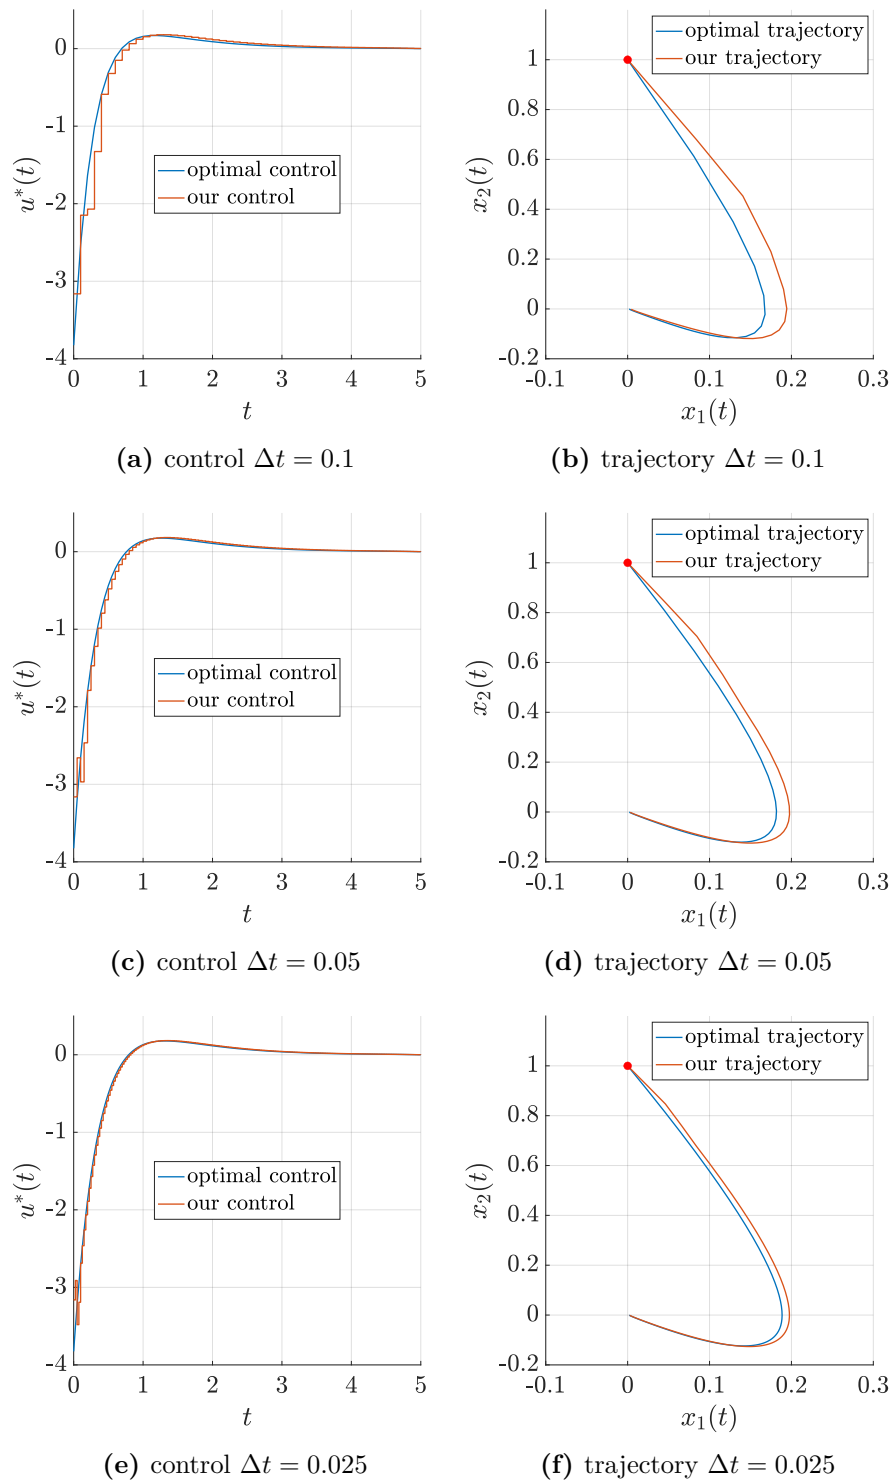 0
-1
-2
-3
-4
u*(t)
optimal control
our control
0 1 2 3 4 5
t
(a) control Δt = 0.1
1
0.8
0.6
0.4
0.2
0
-0.2
x₂(t)
optimal trajectory
our trajectory
-0.1 0 0.1 0.2 0.3
x₁(t)
(b) trajectory Δt = 0.1
0
-1
-2
-3
-4
u*(t)
optimal control
our control
0 1 2 3 4 5
t
(c) control Δt = 0.05
1
0.8
0.6
0.4
0.2
0
-0.2
x₂(t)
optimal trajectory
our trajectory
-0.1 0 0.1 0.2 0.3
x₁(t)
(d) trajectory Δt = 0.05
0
-1
-2
-3
-4
u*(t)
optimal control
our control
0 1 2 3 4 5
t
(e) control Δt = 0.025
1
0.8
0.6
0.4
0.2
0
-0.2
x₂(t)
optimal trajectory
our trajectory
-0.1 0 0.1 0.2 0.3
x₁(t)
(f) trajectory Δt = 0.025